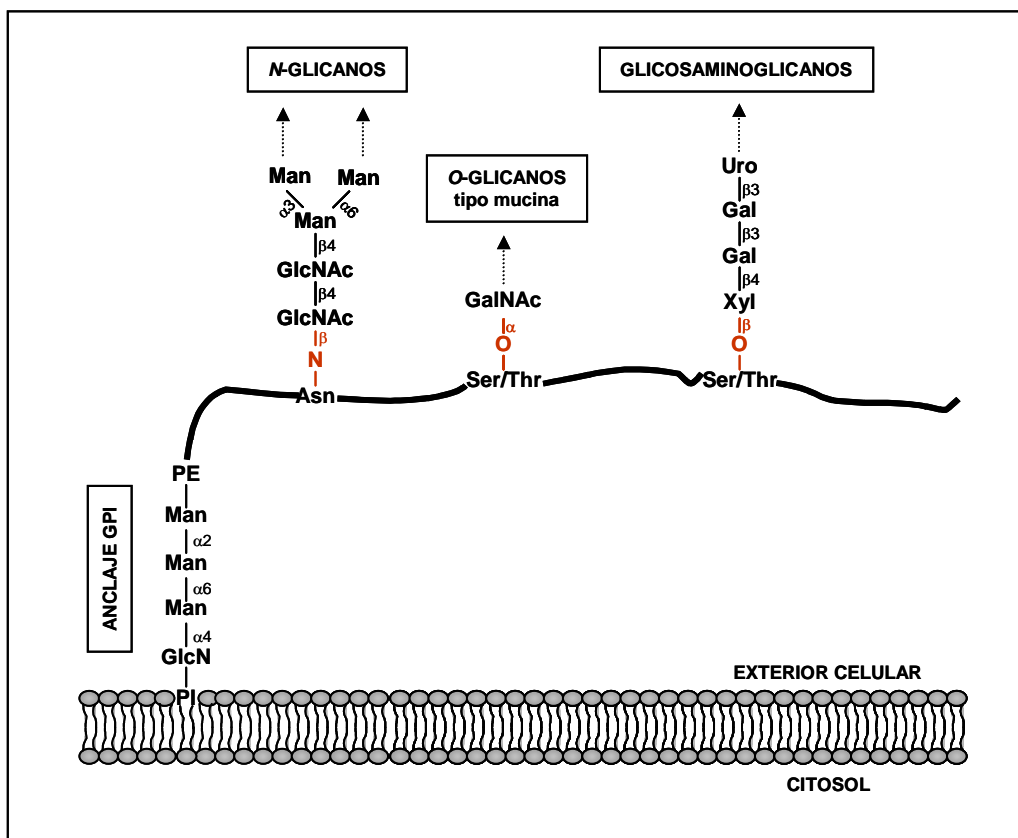 N-GLICANOS
GLICOSAMINOGLICANOS
O-GLICANOS
tipo mucina
Man
Man
α3
α6
Man
β4
GlcNAc
β4
GlcNAc
β
N
Asn
GalNAc
α
O
Ser/Thr
Uro
β3
Gal
β3
Gal
β4
Xyl
β
O
Ser/Thr
ANCLAJE GPI
PE
Man
α2
Man
α6
Man
α4
GlcN
PI
EXTERIOR CELULAR
CITOSOL